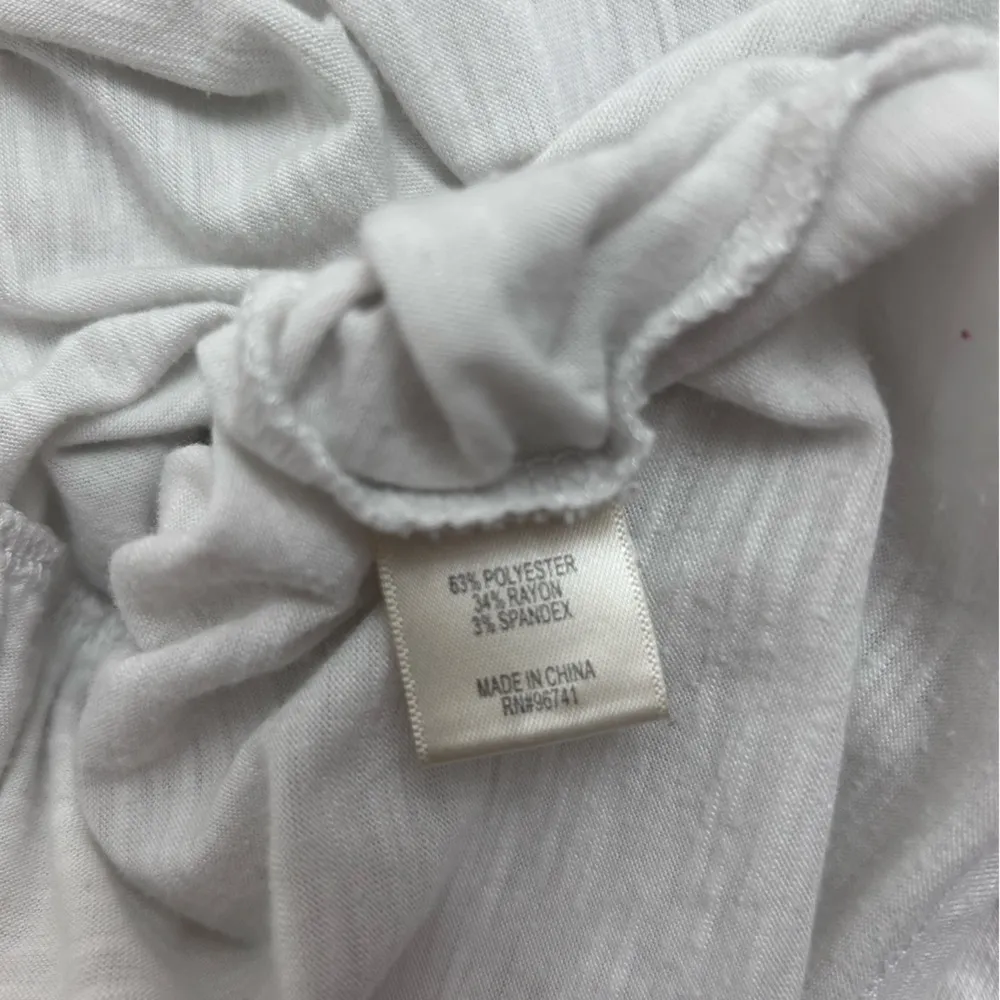 63% POLYESTER
34% RAYON
3% SPANDEX
MADE IN CHINA
RN#96741